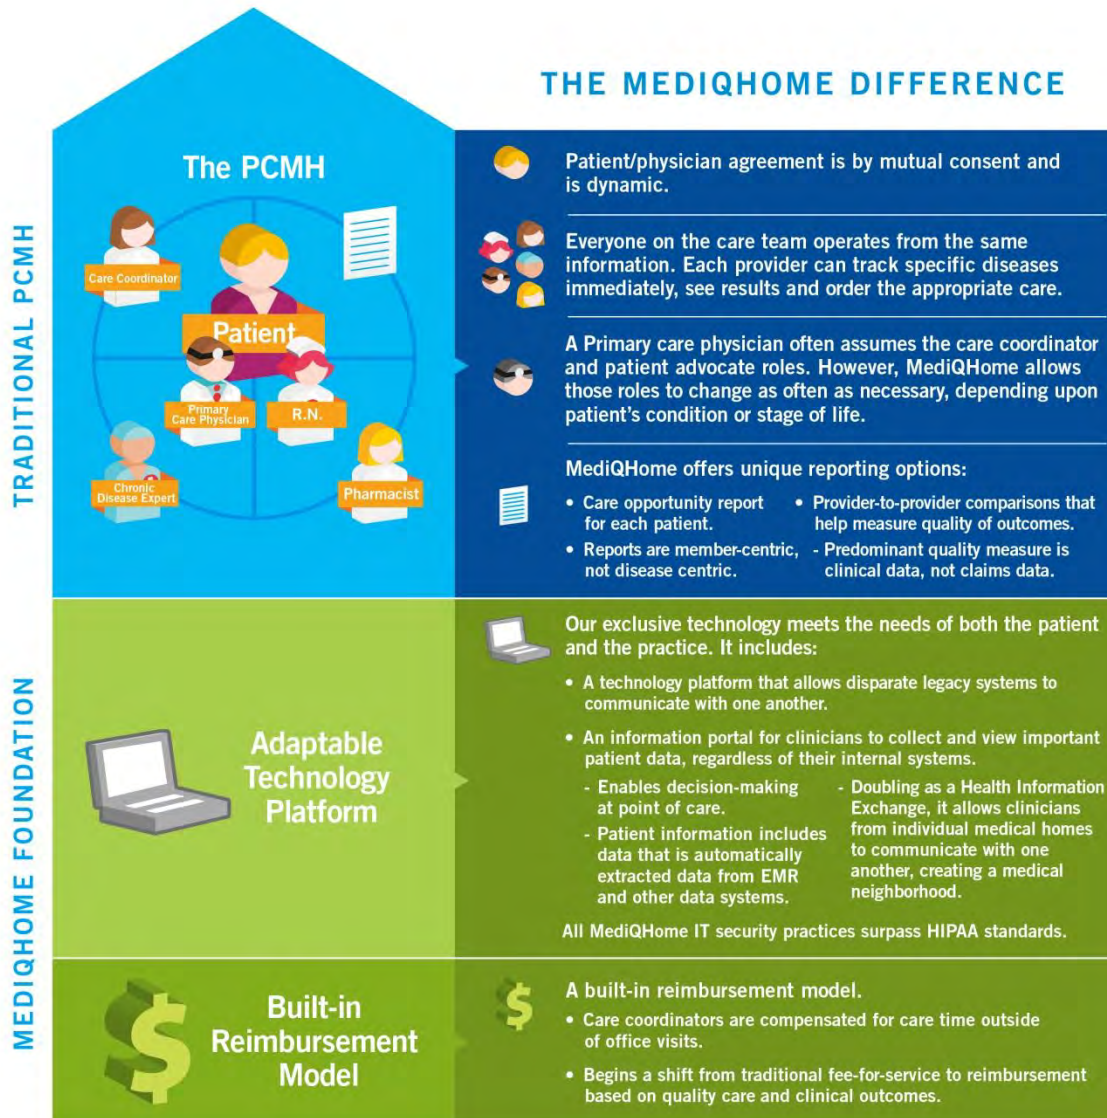 THE MEDIQHOME DIFFERENCE
TRADITIONAL PCMH
The PCMH
Care Coordinator
Patient
Primary
Care Physician
R.N.
Chronic
Disease Expert
Pharmacist
Patient/physician agreement is by mutual consent and
is dynamic.
Everyone on the care team operates from the same
information. Each provider can track specific diseases
immediately, see results and order the appropriate care.
A Primary care physician often assumes the care coordinator
and patient advocate roles. However, MediQHome allows
those roles to change as often as necessary, depending upon
patient's condition or stage of life.
MediQHome offers unique reporting options:
• Care opportunity report
for each patient.
• Reports are member-centric,
not disease centric.
• Provider-to-provider comparisons that
help measure quality of outcomes.
- Predominant quality measure is
clinical data, not claims data.
MEDIQHOME FOUNDATION
Adaptable
Technology
Platform
Our exclusive technology meets the needs of both the patient
and the practice. It includes:
• A technology platform that allows disparate legacy systems to
communicate with one another.
• An information portal for clinicians to collect and view important
patient data, regardless of their internal systems.
- Enables decision-making
at point of care.
- Patient information includes
data that is automatically
extracted data from EMR
and other data systems.
- Doubling as a Health Information
Exchange, it allows clinicians
from individual medical homes
to communicate with one
another, creating a medical
neighborhood.
All MediQHome IT security practices surpass HIPAA standards.
$
Built-in
Reimbursement
Model
$
A built-in reimbursement model.
• Care coordinators are compensated for care time outside
of office visits.
• Begins a shift from traditional fee-for-service to reimbursement
based on quality care and clinical outcomes.